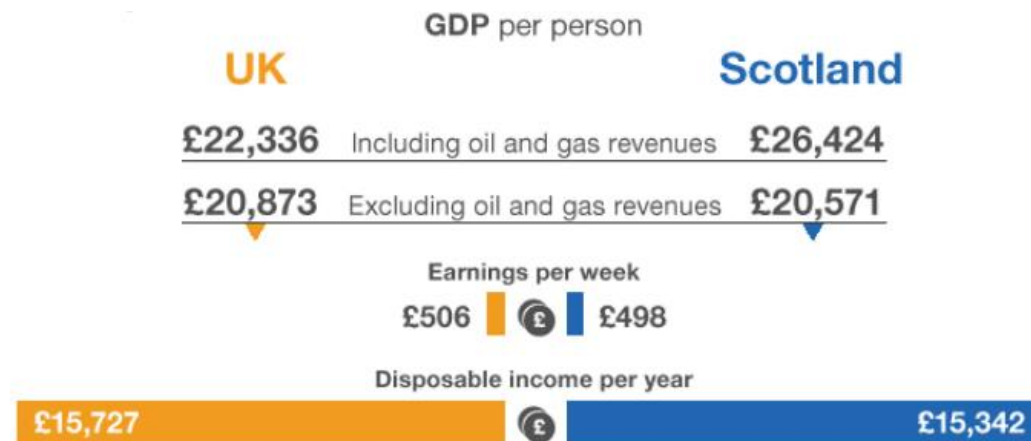 GDP per person
UK Scotland
£22,336 Including oil and gas revenues £26,424
£20,873 Excluding oil and gas revenues £20,571
Earnings per week
£506 £ £498
Disposable income per year
£15,727 £ £15,342